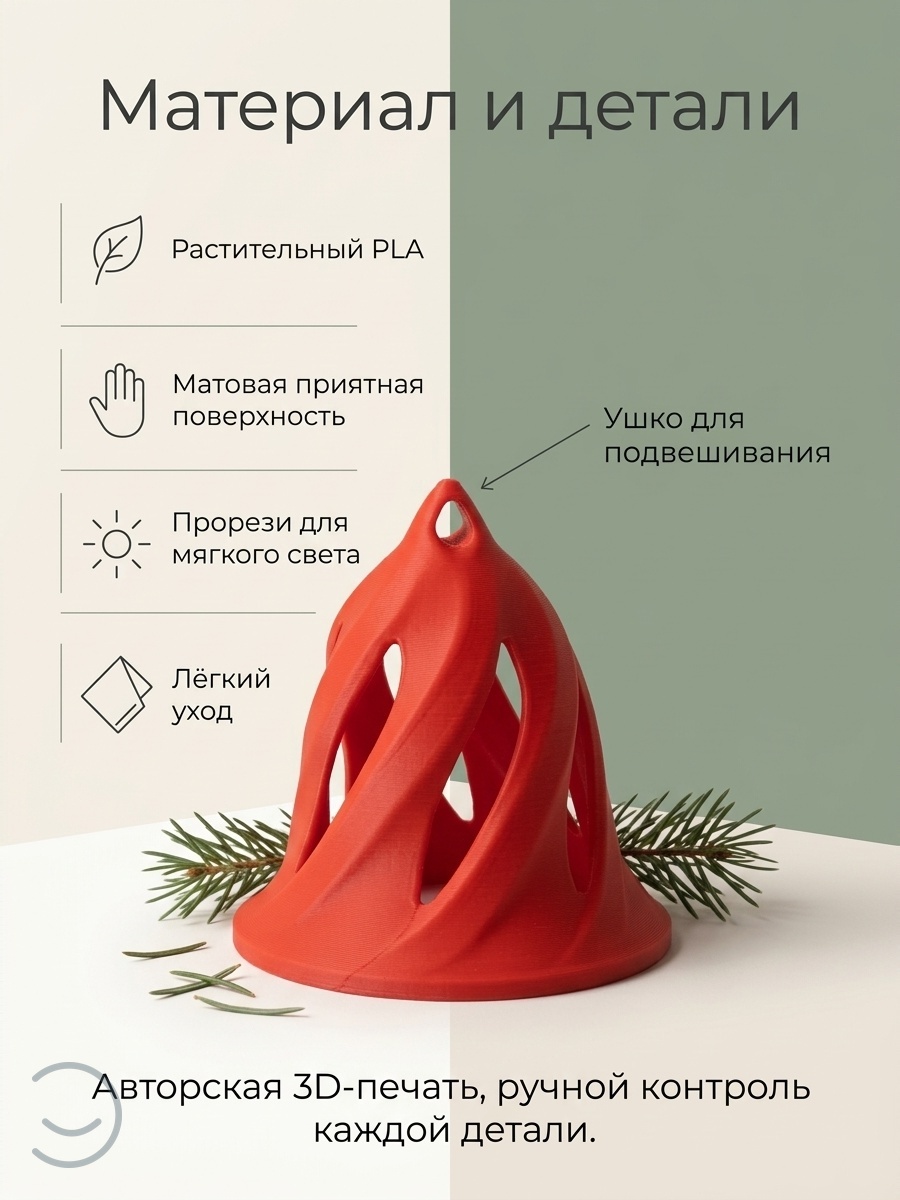 Материал и детали
Растительный PLA
Матовая приятная
поверхность
Прорези для
мягкого света
Лёгкий
уход
Ушко для
подвешивания
Авторская 3D-печать, ручной контроль
каждой детали.